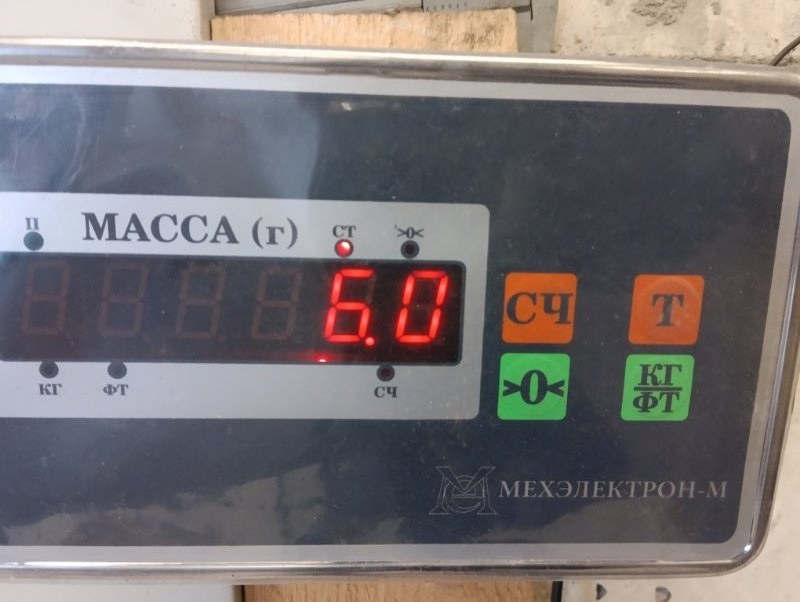 П МАССА (г) СТ >0<
6.0
КГ ФТ СЧ
СЧ Т
>0< КГ
ФТ
МЕХЭЛЕКТРОН-М